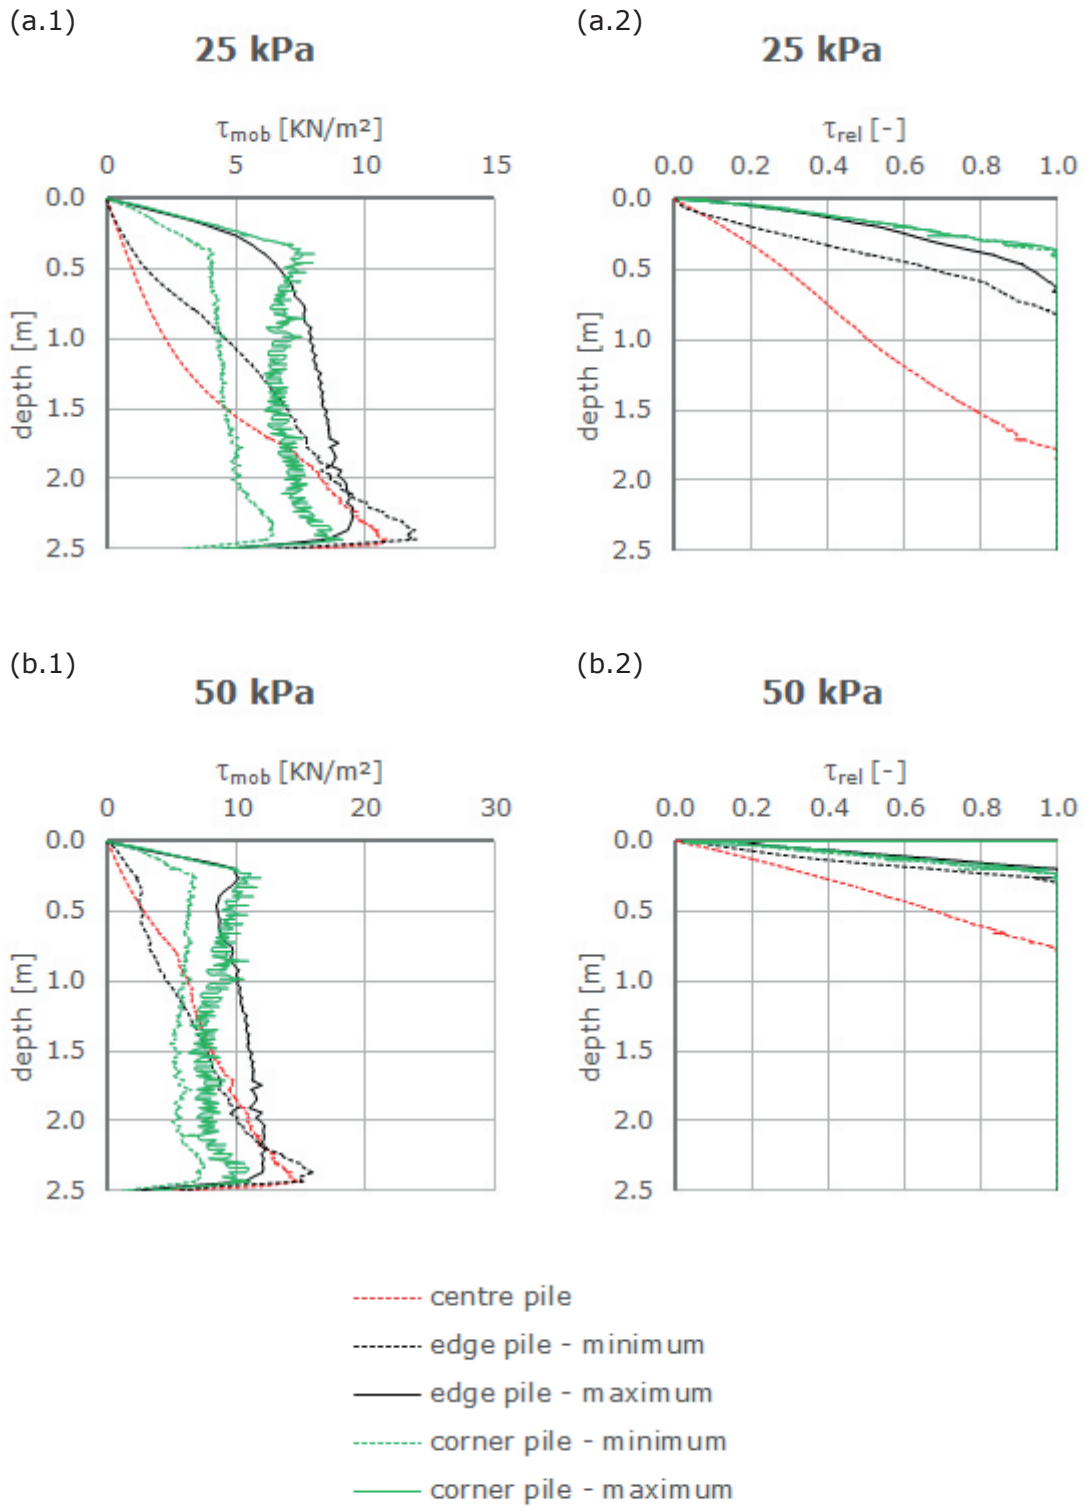 (a.1)
25 kPa
τmob [KN/m²]
0 5 10 15
0.0
0.5
1.0
1.5
2.0
2.5
depth [m]
(a.2)
25 kPa
τrel [-]
0.0 0.2 0.4 0.6 0.8 1.0
0.0
0.5
1.0
1.5
2.0
2.5
depth [m]
(b.1)
50 kPa
τmob [KN/m²]
0 10 20 30
0.0
0.5
1.0
1.5
2.0
2.5
depth [m]
(b.2)
50 kPa
τrel [-]
0.0 0.2 0.4 0.6 0.8 1.0
0.0
0.5
1.0
1.5
2.0
2.5
depth [m]
centre pile
edge pile - minimum
edge pile - maximum
corner pile - minimum
corner pile - maximum